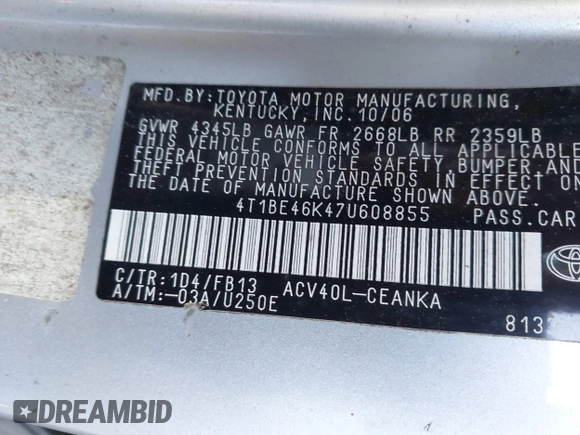 MFD.BY:TOYOTA MOTOR MANUFACTURING,
KENTUCKY, INC. 10/06
GVWR 4345LB GAWR FR 2668LB RR 2359LB
THIS VEHICLE CONFORMS TO ALL APPLICABLE
FEDERAL MOTOR VEHICLE SAFETY, BUMPER, AND
THEFT PREVENTION STANDARDS IN EFFECT ON
THE DATE OF MANUFACTURE SHOWN ABOVE.
4T1BE46K47U608855 PASS.CAR
C/TR:1D4/FB13 ACV40L-CEANKA
A/TM:-03A/U250E
813
TOYOTA
DREAMBID